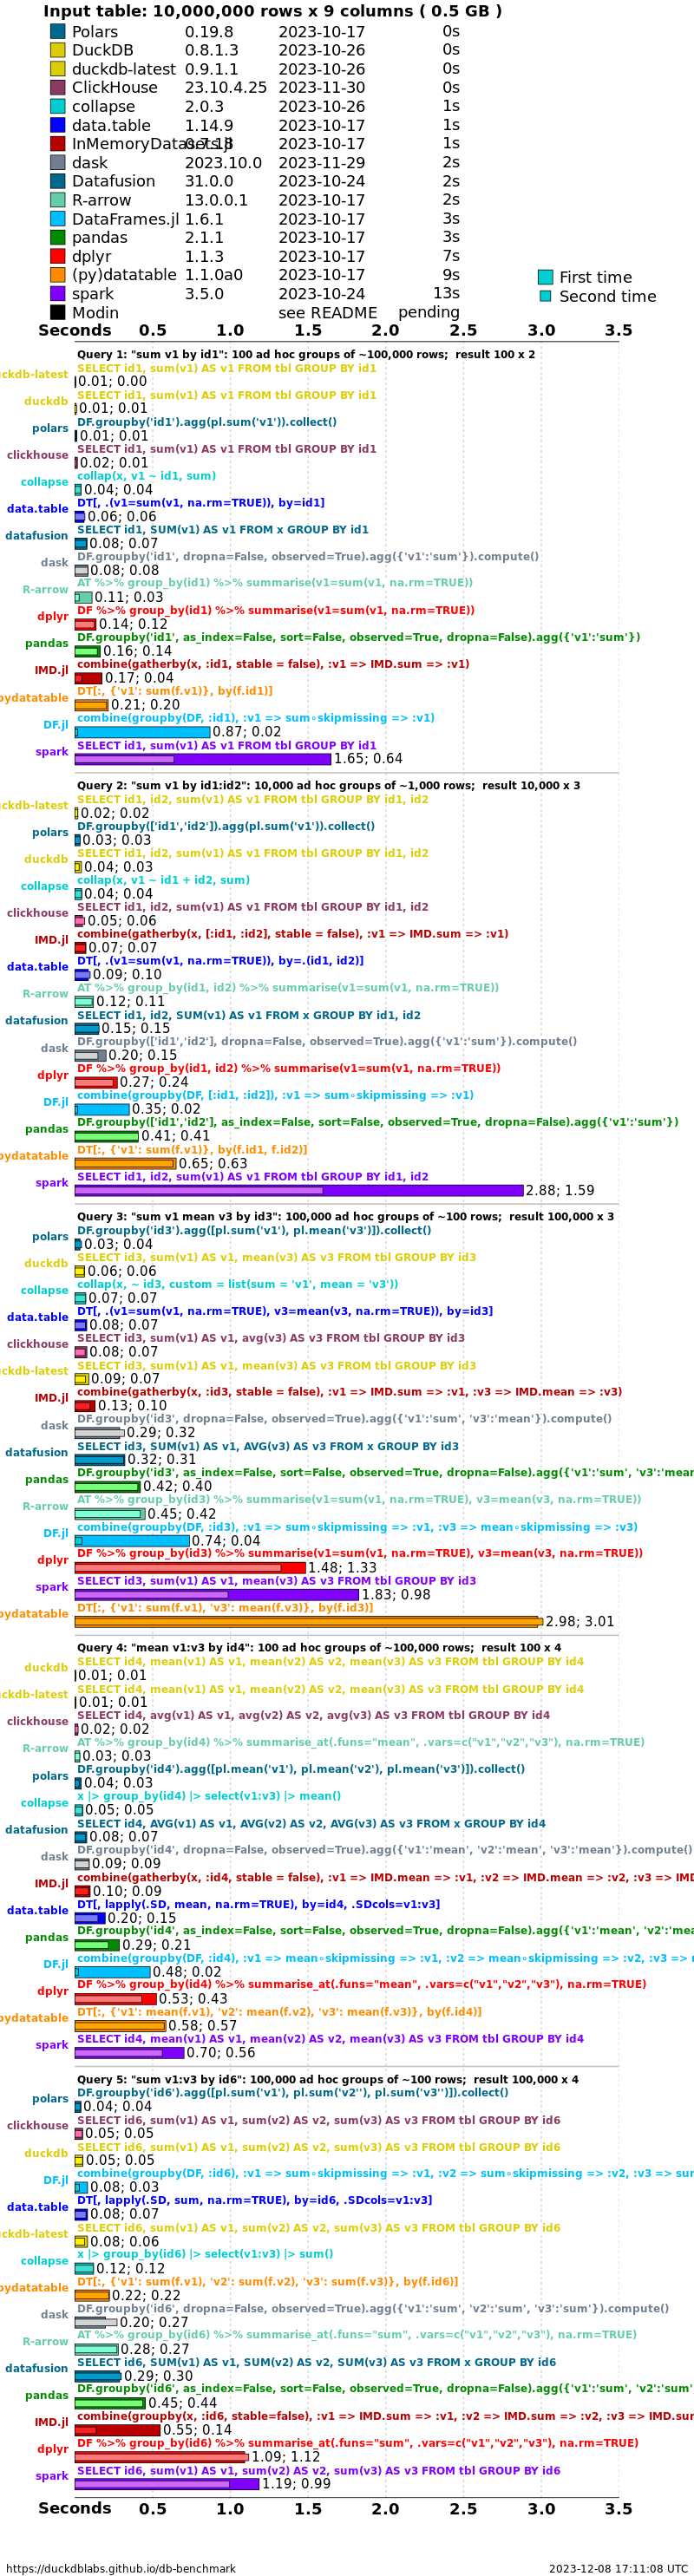 Input table: 10,000,000 rows x 9 columns ( 0.5 GB )
Polars 0.19.8 2023-10-17 0s
DuckDB 0.8.1.3 2023-10-26 0s
duckdb-latest 0.9.1.1 2023-10-26 0s
ClickHouse 23.10.4.25 2023-11-30 0s
collapse 2.0.3 2023-10-26 1s
data.table 1.14.9 2023-10-17 1s
InMemoryDatasets.jl 0.7.18 2023-10-17 1s
dask 2023.10.0 2023-11-29 2s
Datafusion 31.0.0 2023-10-24 2s
R-arrow 13.0.0.1 2023-10-17 2s
DataFrames.jl 1.6.1 2023-10-17 3s
pandas 2.1.1 2023-10-17 3s
dplyr 1.1.3 2023-10-17 7s
(py)datatable 1.1.0a0 2023-10-17 9s
spark 3.5.0 2023-10-24 13s
Modin see README pending
First time
Second time
Seconds 0.5 1.0 1.5 2.0 2.5 3.0 3.5
Query 1: "sum v1 by id1": 100 ad hoc groups of ~100,000 rows; result 100 x 2
uckdb-latest SELECT id1, sum(v1) AS v1 FROM tbl GROUP BY id1
0.01; 0.00
duckdb SELECT id1, sum(v1) AS v1 FROM tbl GROUP BY id1
0.01; 0.01
polars DF.groupby('id1').agg(pl.sum('v1')).collect()
0.01; 0.01
clickhouse SELECT id1, sum(v1) AS v1 FROM tbl GROUP BY id1
0.02; 0.01
collapse collap(x, v1 ~ id1, sum)
0.04; 0.04
data.table DT[, .(v1=sum(v1, na.rm=TRUE)), by=id1]
0.06; 0.06
datafusion SELECT id1, SUM(v1) AS v1 FROM x GROUP BY id1
0.08; 0.07
dask DF.groupby('id1', dropna=False, observed=True).agg({'v1':'sum'}).compute()
0.08; 0.08
R-arrow AT %>% group_by(id1) %>% summarise(v1=sum(v1, na.rm=TRUE))
0.11; 0.03
dplyr DF %>% group_by(id1) %>% summarise(v1=sum(v1, na.rm=TRUE))
0.14; 0.12
pandas DF.groupby('id1', as_index=False, sort=False, observed=True, dropna=False).agg({'v1':'sum'})
0.16; 0.14
IMD.jl combine(gatherby(x, :id1, stable = false), :v1 => IMD.sum => :v1)
0.17; 0.04
pydatatable DT[:, {'v1': sum(f.v1)}, by(f.id1)]
0.21; 0.20
DF.jl combine(groupby(DF, :id1), :v1 => sum∘skipmissing => :v1)
0.87; 0.02
spark SELECT id1, sum(v1) AS v1 FROM tbl GROUP BY id1
1.65; 0.64
Query 2: "sum v1 by id1:id2": 10,000 ad hoc groups of ~1,000 rows; result 10,000 x 3
uckdb-latest SELECT id1, id2, sum(v1) AS v1 FROM tbl GROUP BY id1, id2
0.02; 0.02
polars DF.groupby(['id1','id2']).agg(pl.sum('v1')).collect()
0.03; 0.03
duckdb SELECT id1, id2, sum(v1) AS v1 FROM tbl GROUP BY id1, id2
0.04; 0.03
collapse collap(x, v1 ~ id1 + id2, sum)
0.04; 0.04
clickhouse SELECT id1, id2, sum(v1) AS v1 FROM tbl GROUP BY id1, id2
0.05; 0.06
IMD.jl combine(gatherby(x, [:id1, :id2], stable = false), :v1 => IMD.sum => :v1)
0.07; 0.07
data.table DT[, .(v1=sum(v1, na.rm=TRUE)), by=.(id1, id2)]
0.09; 0.10
R-arrow AT %>% group_by(id1, id2) %>% summarise(v1=sum(v1, na.rm=TRUE))
0.12; 0.11
datafusion SELECT id1, id2, SUM(v1) AS v1 FROM x GROUP BY id1, id2
0.15; 0.15
dask DF.groupby(['id1','id2'], dropna=False, observed=True).agg({'v1':'sum'}).compute()
0.20; 0.15
dplyr DF %>% group_by(id1, id2) %>% summarise(v1=sum(v1, na.rm=TRUE))
0.27; 0.24
DF.jl combine(groupby(DF, [:id1, :id2]), :v1 => sum∘skipmissing => :v1)
0.35; 0.02
pandas DF.groupby(['id1','id2'], as_index=False, sort=False, observed=True, dropna=False).agg({'v1':'sum'})
0.41; 0.41
pydatatable DT[:, {'v1': sum(f.v1)}, by(f.id1, f.id2)]
0.65; 0.63
spark SELECT id1, id2, sum(v1) AS v1 FROM tbl GROUP BY id1, id2
2.88; 1.59
Query 3: "sum v1 mean v3 by id3": 100,000 ad hoc groups of ~100 rows; result 100,000 x 3
polars DF.groupby('id3').agg([pl.sum('v1'), pl.mean('v3')]).collect()
0.03; 0.04
duckdb SELECT id3, sum(v1) AS v1, mean(v3) AS v3 FROM tbl GROUP BY id3
0.06; 0.06
collapse collap(x, ~ id3, custom = list(sum = 'v1', mean = 'v3'))
0.07; 0.07
data.table DT[, .(v1=sum(v1, na.rm=TRUE), v3=mean(v3, na.rm=TRUE)), by=id3]
0.08; 0.07
clickhouse SELECT id3, sum(v1) AS v1, avg(v3) AS v3 FROM tbl GROUP BY id3
0.08; 0.07
uckdb-latest SELECT id3, sum(v1) AS v1, mean(v3) AS v3 FROM tbl GROUP BY id3
0.09; 0.07
IMD.jl combine(gatherby(x, :id3, stable = false), :v1 => IMD.sum => :v1, :v3 => IMD.mean => :v3)
0.13; 0.10
dask DF.groupby('id3', dropna=False, observed=True).agg({'v1':'sum', 'v3':'mean'}).compute()
0.29; 0.32
datafusion SELECT id3, SUM(v1) AS v1, AVG(v3) AS v3 FROM x GROUP BY id3
0.32; 0.31
pandas DF.groupby('id3', as_index=False, sort=False, observed=True, dropna=False).agg({'v1':'sum', 'v3':'mean
0.42; 0.40
R-arrow AT %>% group_by(id3) %>% summarise(v1=sum(v1, na.rm=TRUE), v3=mean(v3, na.rm=TRUE))
0.45; 0.42
DF.jl combine(groupby(DF, :id3), :v1 => sum∘skipmissing => :v1, :v3 => mean∘skipmissing => :v3)
0.74; 0.04
dplyr DF %>% group_by(id3) %>% summarise(v1=sum(v1, na.rm=TRUE), v3=mean(v3, na.rm=TRUE))
1.48; 1.33
spark SELECT id3, sum(v1) AS v1, mean(v3) AS v3 FROM tbl GROUP BY id3
1.83; 0.98
pydatatable DT[:, {'v1': sum(f.v1), 'v3': mean(f.v3)}, by(f.id3)]
2.98; 3.01
Query 4: "mean v1:v3 by id4": 100 ad hoc groups of ~100,000 rows; result 100 x 4
duckdb SELECT id4, mean(v1) AS v1, mean(v2) AS v2, mean(v3) AS v3 FROM tbl GROUP BY id4
0.01; 0.01
uckdb-latest SELECT id4, mean(v1) AS v1, mean(v2) AS v2, mean(v3) AS v3 FROM tbl GROUP BY id4
0.01; 0.01
clickhouse SELECT id4, avg(v1) AS v1, avg(v2) AS v2, avg(v3) AS v3 FROM tbl GROUP BY id4
0.02; 0.02
R-arrow AT %>% group_by(id4) %>% summarise_at(.funs="mean", .vars=c("v1","v2","v3"), na.rm=TRUE)
0.03; 0.03
polars DF.groupby('id4').agg([pl.mean('v1'), pl.mean('v2'), pl.mean('v3')]).collect()
0.04; 0.03
collapse x |> group_by(id4) |> select(v1:v3) |> mean()
0.05; 0.05
datafusion SELECT id4, AVG(v1) AS v1, AVG(v2) AS v2, AVG(v3) AS v3 FROM x GROUP BY id4
0.08; 0.07
dask DF.groupby('id4', dropna=False, observed=True).agg({'v1':'mean', 'v2':'mean', 'v3':'mean'}).compute()
0.09; 0.09
IMD.jl combine(gatherby(x, :id4, stable = false), :v1 => IMD.mean => :v1, :v2 => IMD.mean => :v2, :v3 => IMD
0.10; 0.09
data.table DT[, lapply(.SD, mean, na.rm=TRUE), by=id4, .SDcols=v1:v3]
0.20; 0.15
pandas DF.groupby('id4', as_index=False, sort=False, observed=True, dropna=False).agg({'v1':'mean', 'v2':'mea
0.29; 0.21
DF.jl combine(groupby(DF, :id4), :v1 => mean∘skipmissing => :v1, :v2 => mean∘skipmissing => :v2, :v3 => 
0.48; 0.02
dplyr DF %>% group_by(id4) %>% summarise_at(.funs="mean", .vars=c("v1","v2","v3"), na.rm=TRUE)
0.53; 0.43
pydatatable DT[:, {'v1': mean(f.v1), 'v2': mean(f.v2), 'v3': mean(f.v3)}, by(f.id4)]
0.58; 0.57
spark SELECT id4, mean(v1) AS v1, mean(v2) AS v2, mean(v3) AS v3 FROM tbl GROUP BY id4
0.70; 0.56
Query 5: "sum v1:v3 by id6": 100,000 ad hoc groups of ~100 rows; result 100,000 x 4
polars DF.groupby('id6').agg([pl.sum('v1'), pl.sum('v2''), pl.sum('v3'')]).collect()
0.04; 0.04
clickhouse SELECT id6, sum(v1) AS v1, sum(v2) AS v2, sum(v3) AS v3 FROM tbl GROUP BY id6
0.05; 0.05
duckdb SELECT id6, sum(v1) AS v1, sum(v2) AS v2, sum(v3) AS v3 FROM tbl GROUP BY id6
0.05; 0.05
DF.jl combine(groupby(DF, :id6), :v1 => sum∘skipmissing => :v1, :v2 => sum∘skipmissing => :v2, :v3 => sur
0.08; 0.03
data.table DT[, lapply(.SD, sum, na.rm=TRUE), by=id6, .SDcols=v1:v3]
0.08; 0.07
uckdb-latest SELECT id6, sum(v1) AS v1, sum(v2) AS v2, sum(v3) AS v3 FROM tbl GROUP BY id6
0.08; 0.06
collapse x |> group_by(id6) |> select(v1:v3) |> sum()
0.12; 0.12
pydatatable DT[:, {'v1': sum(f.v1), 'v2': sum(f.v2), 'v3': sum(f.v3)}, by(f.id6)]
0.22; 0.22
dask DF.groupby('id6', dropna=False, observed=True).agg({'v1':'sum', 'v2':'sum', 'v3':'sum'}).compute()
0.20; 0.27
R-arrow AT %>% group_by(id6) %>% summarise_at(.funs="sum", .vars=c("v1","v2","v3"), na.rm=TRUE)
0.28; 0.27
datafusion SELECT id6, SUM(v1) AS v1, SUM(v2) AS v2, SUM(v3) AS v3 FROM x GROUP BY id6
0.29; 0.30
pandas DF.groupby('id6', as_index=False, sort=False, observed=True, dropna=False).agg({'v1':'sum', 'v2':'sum'
0.45; 0.44
IMD.jl combine(groupby(x, :id6, stable=false), :v1 => IMD.sum => :v1, :v2 => IMD.sum => :v2, :v3 => IMD.sur
0.55; 0.14
dplyr DF %>% group_by(id6) %>% summarise_at(.funs="sum", .vars=c("v1","v2","v3"), na.rm=TRUE)
1.09; 1.12
spark SELECT id6, sum(v1) AS v1, sum(v2) AS v2, sum(v3) AS v3 FROM tbl GROUP BY id6
1.19; 0.99
Seconds 0.5 1.0 1.5 2.0 2.5 3.0 3.5
https://duckdblabs.github.io/db-benchmark 2023-12-08 17:11:08 UTC